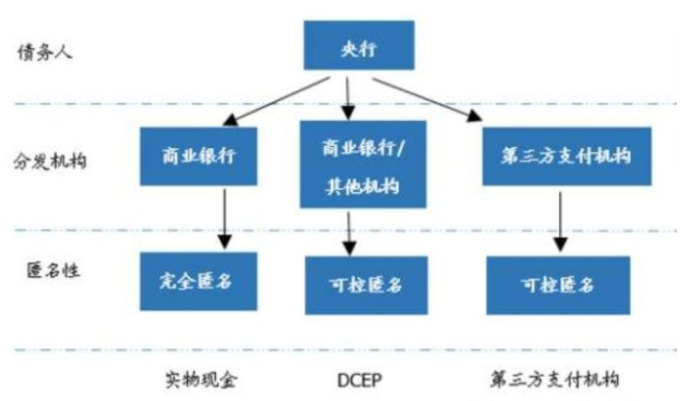 债务人
央行
分发机构
商业银行
商业银行/
其他机构
第三方支付机构
匿名性
完全匿名
可控匿名
可控匿名
实物现金
DCEP
第三方支付机构